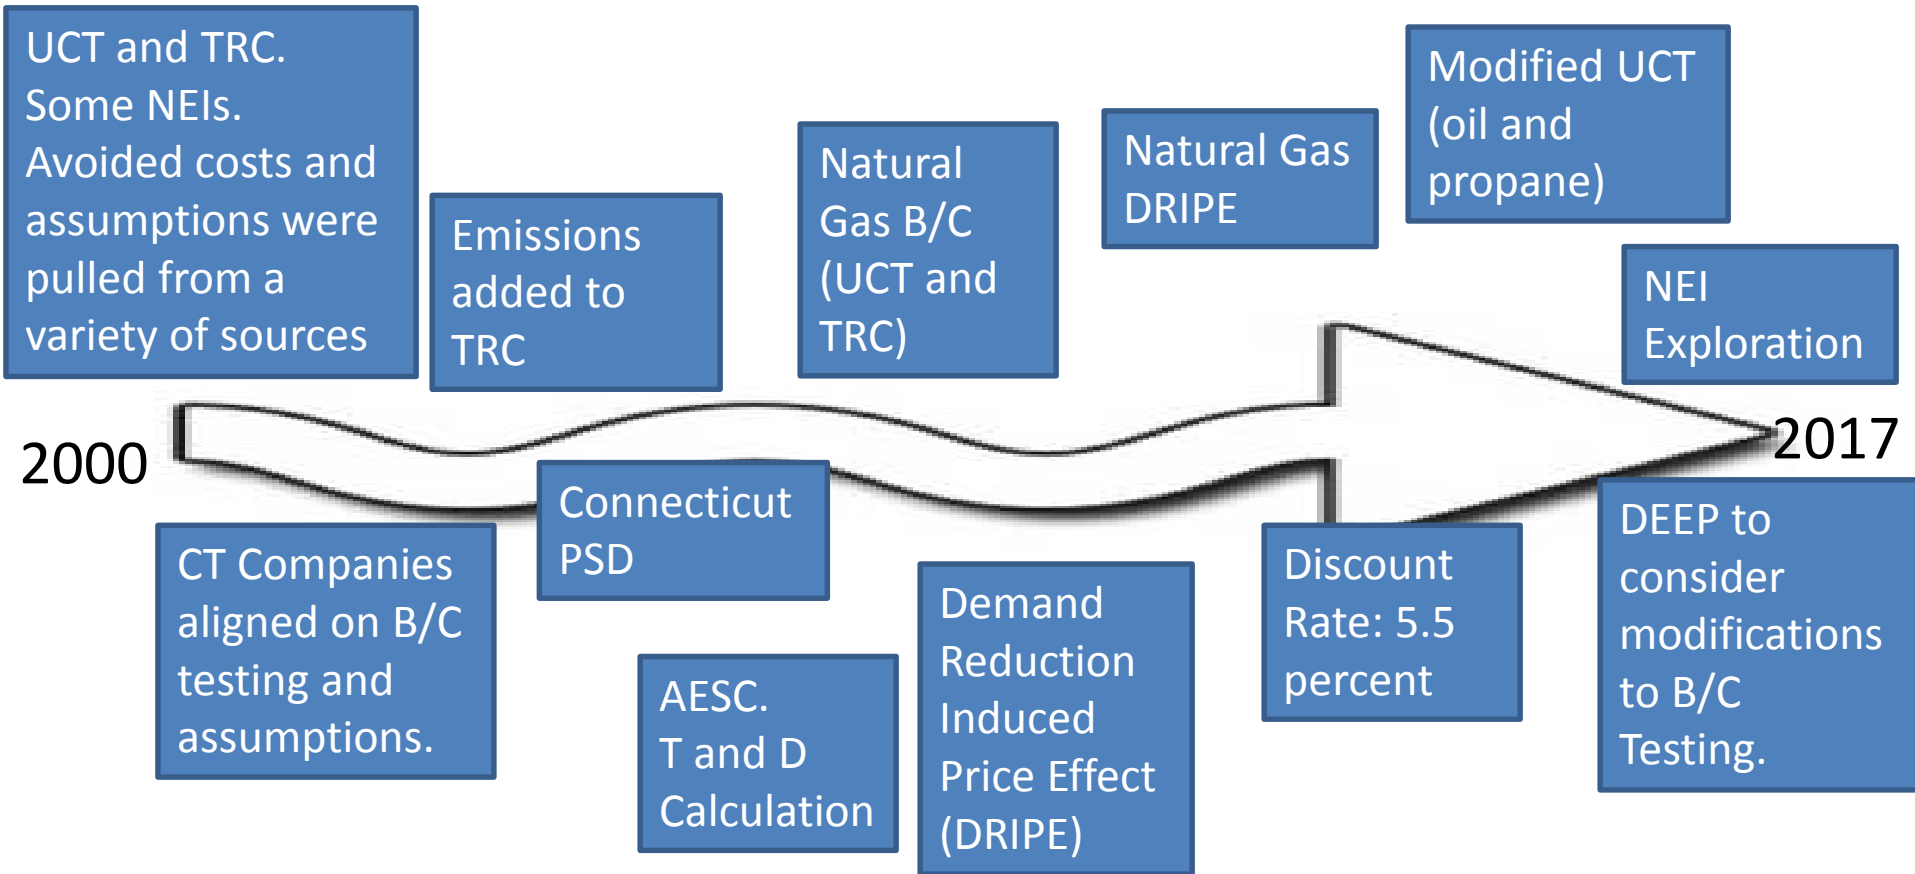 UCT and TRC.
Some NEIs.
Avoided costs and
assumptions were
pulled from a
variety of sources
Emissions
added to
TRC
Natural
Gas B/C
(UCT and
TRC)
Natural Gas
DRIPE
Modified UCT
(oil and
propane)
NEI
Exploration
2000
2017
CT Companies
aligned on B/C
testing and
assumptions.
Connecticut
PSD
AESC.
T and D
Calculation
Demand
Reduction
Induced
Price Effect
(DRIPE)
Discount
Rate: 5.5
percent
DEEP to
consider
modifications
to B/C
Testing.